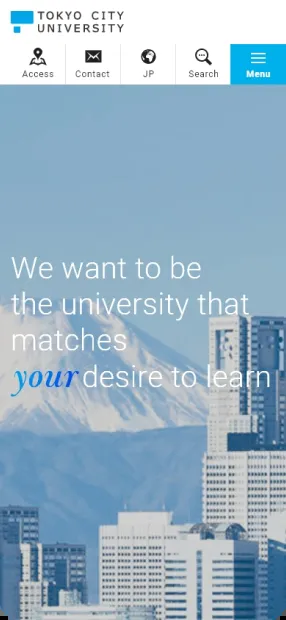 TOKYO CITY
UNIVERSITY
Access
Contact
JP
Search
Menu
We want to be
the university that
matches
your desire to learn